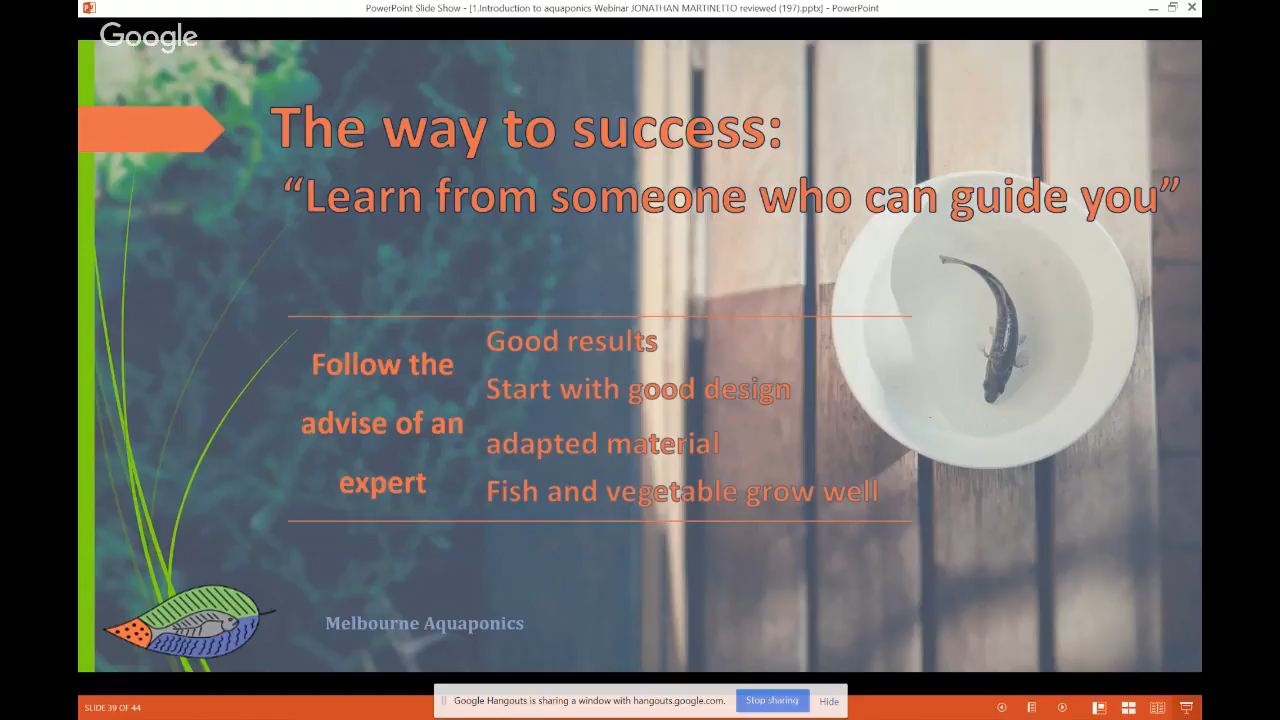 PowerPoint Slide Show - [1.Introduction to aquaponics Webinar JONATHAN MARTINETTO reviewed (197).pptx] - PowerPoint
Google
The way to success:
“Learn from someone who can guide you”
Follow the
advise of an
expert
Good results
Start with good design
adapted material
Fish and vegetable grow well
Melbourne Aquaponics
Google Hangouts is sharing a window with hangouts.google.com.
Stop sharing
Hide
SLIDE 39 OF 44